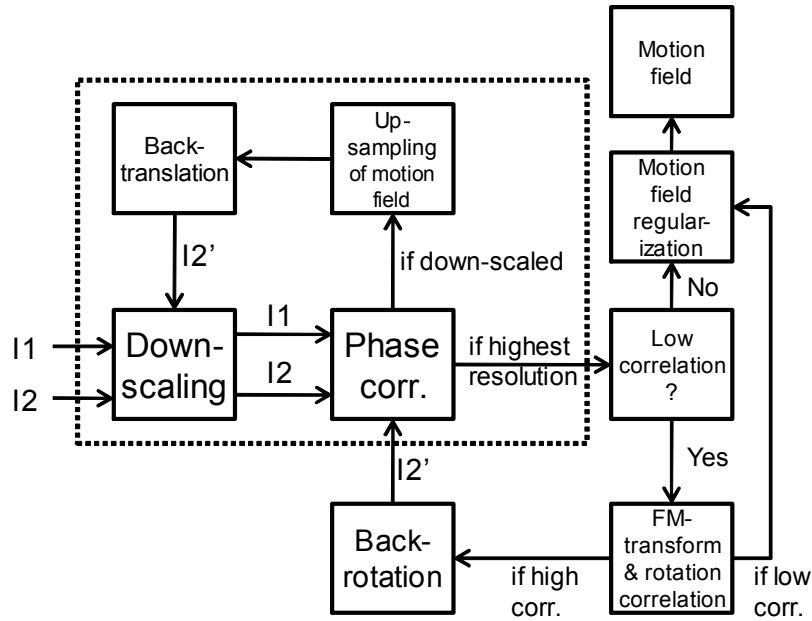 Motion
field
Back-
translation
Up-
sampling
of motion
field
Motion
field
regular-
ization
I2’
if down-scaled
No
I1
I2
Down-
scaling
I1
I2
Phase
corr.
if highest
resolution
Low
correlation
?
I2’
Yes
Back-
rotation
if high
corr.
FM-
transform
& rotation
correlation
if low
corr.